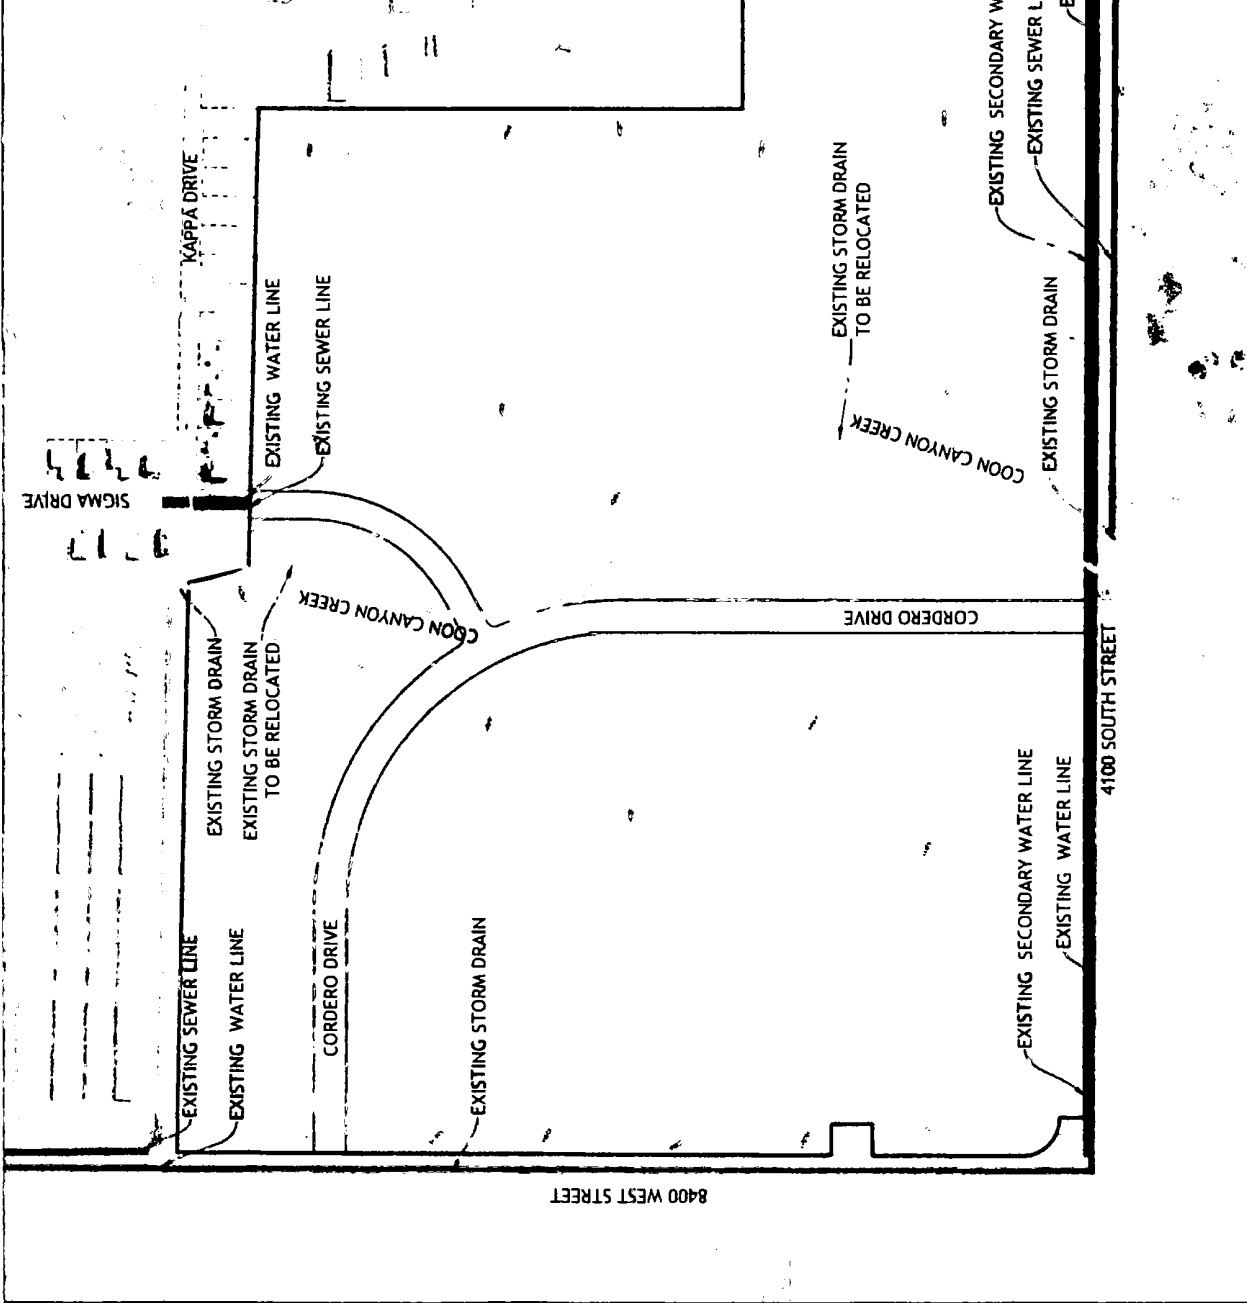 KAPPA DRIVE
SIGMA DRIVE
EXISTING WATER LINE
EXISTING SEWER LINE
EXISTING STORM DRAIN
TO BE RELOCATED
COON CANYON CREEK
EXISTING SECONDARY W
EXISTING SEWER L
EXISTING STORM DRAIN
COON CANYON CREEK
EXISTING STORM DRAIN
EXISTING STORM DRAIN
TO BE RELOCATED
CORDERO DRIVE
4100 SOUTH STREET
EXISTING SEWER LINE
EXISTING WATER LINE
CORDERO DRIVE
EXISTING STORM DRAIN
EXISTING SECONDARY WATER LINE
EXISTING WATER LINE
8400 WEST STREET